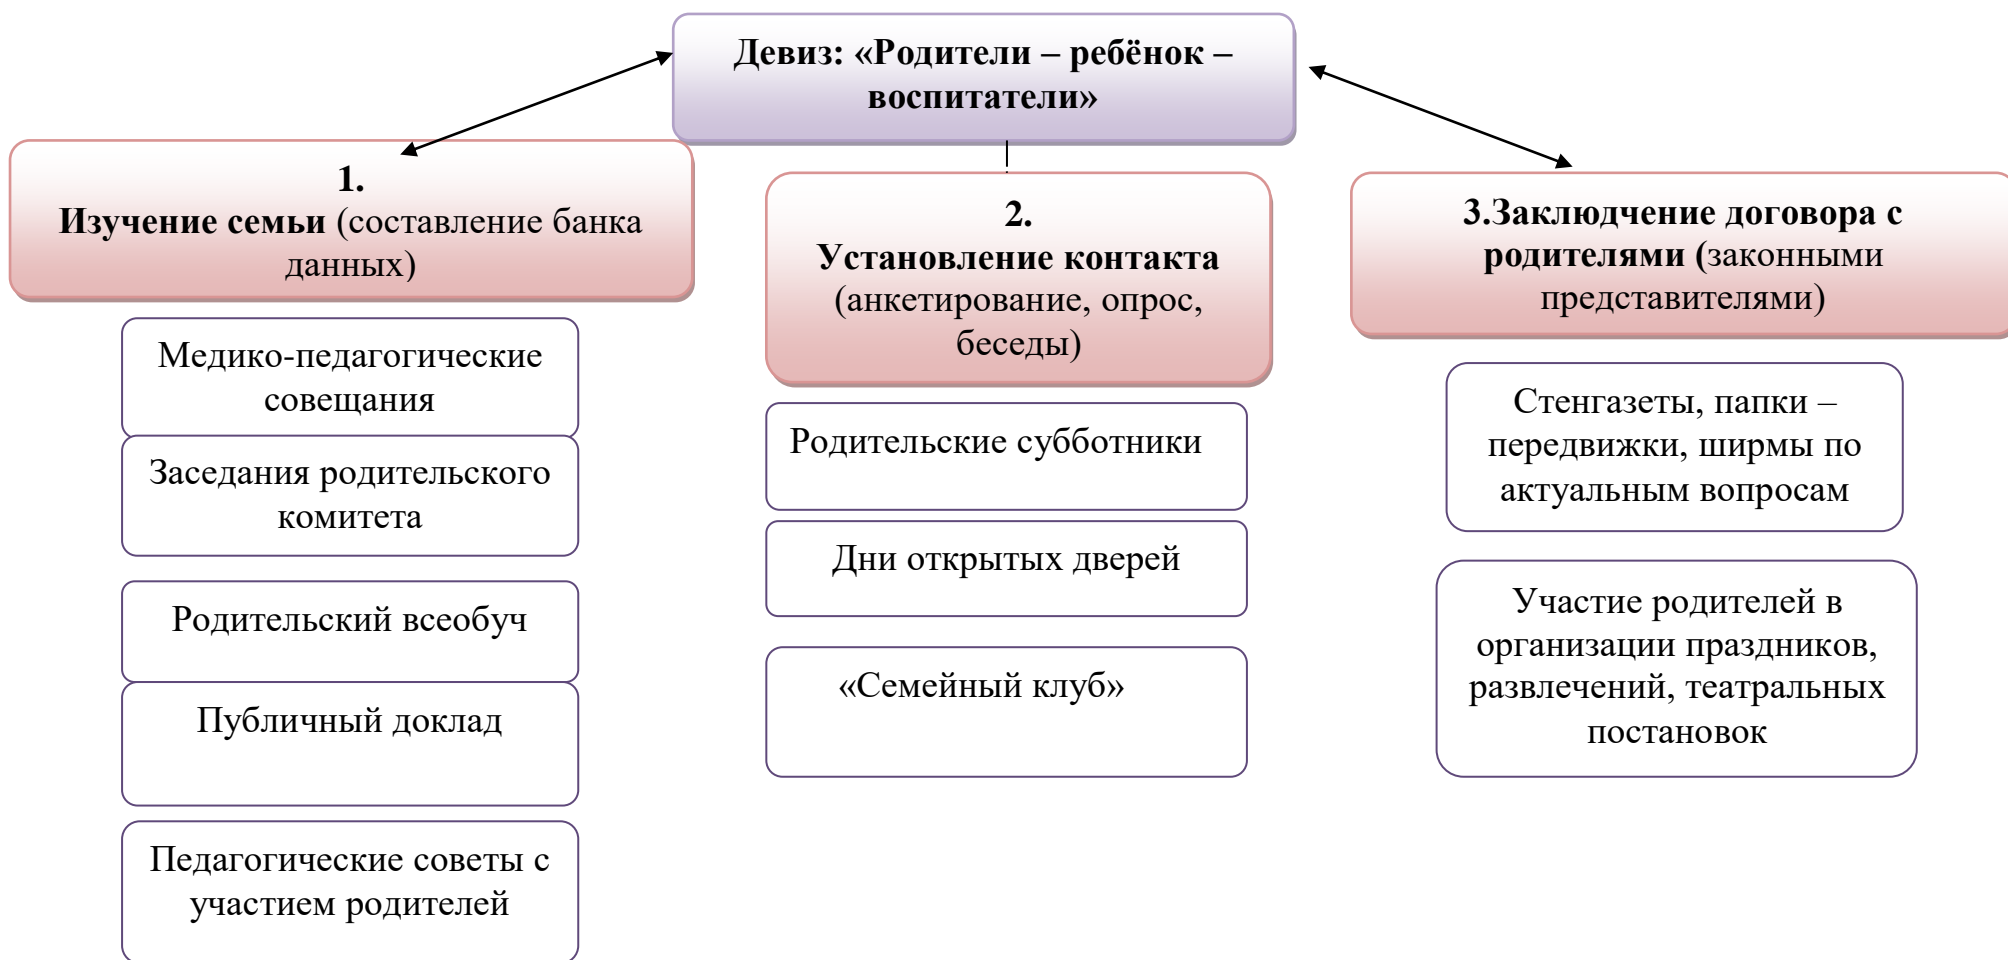 Девиз: «Родители – ребёнок –
воспитатели»
1.
Изучение семьи (составление банка
данных)
Медико-педагогические
совещания
Заседания родительского
комитета
Родительский всеобуч
Публичный доклад
Педагогические советы с
участием родителей
2.
Установление контакта
(анкетирование, опрос,
беседы)
Родительские субботники
Дни открытых дверей
«Семейный клуб»
3.Заклюдчение договора с
родителями (законными
представителями)
Стенгазеты, папки –
передвижки, ширмы по
актуальным вопросам
Участие родителей в
организации праздников,
развлечений, театральных
постановок